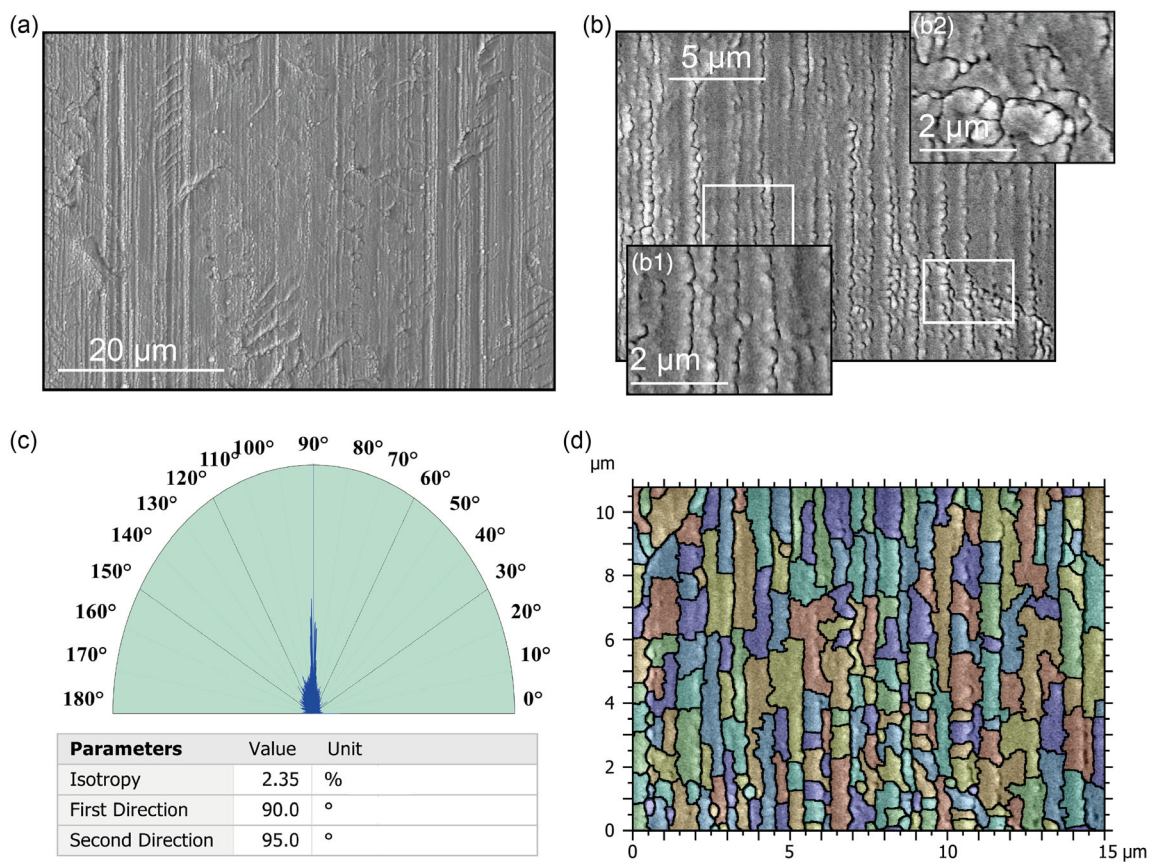 (a)
20 µm
(b)
5 µm
(b2)
2 µm
(b1)
2 µm
(c)
180°
170°
160°
150°
140°
130°
120°
110°
100°
90°
80°
70°
60°
50°
40°
30°
20°
10°
0°
Parameters Value Unit
Isotropy 2.35 %
First Direction 90.0 °
Second Direction 95.0 °
(d)
µm
10
8
6
4
2
0
0 5 10 15 µm